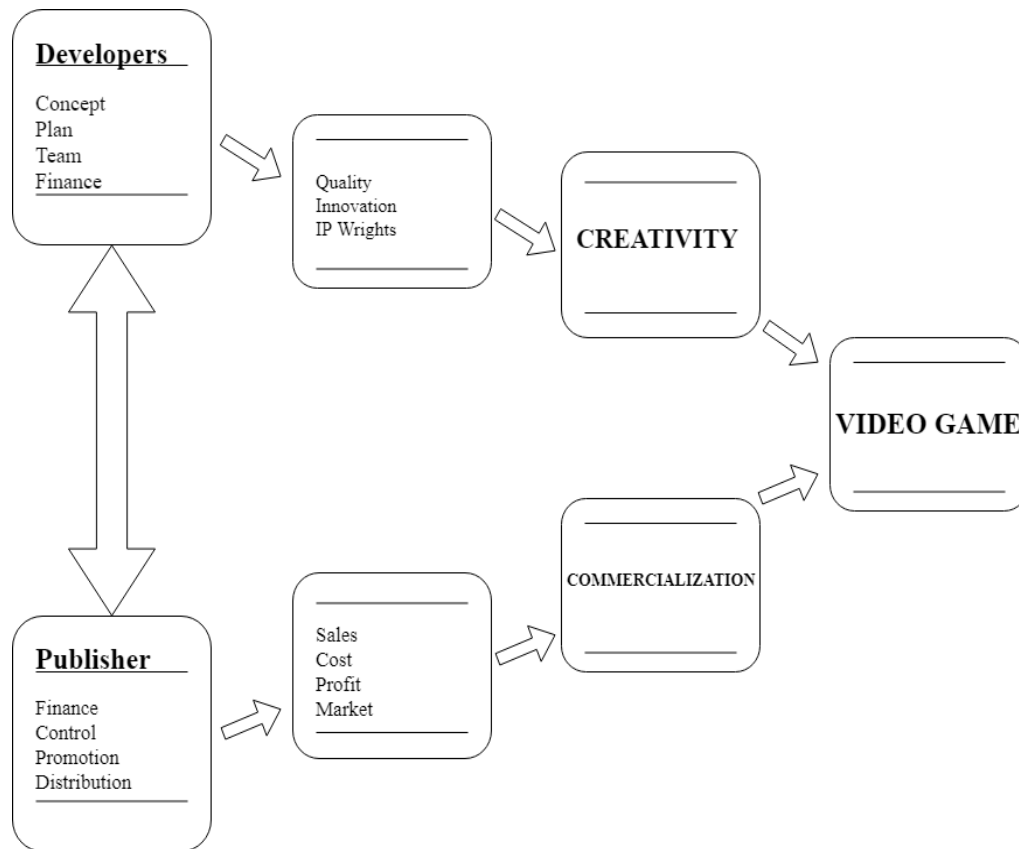 Developers
Concept
Plan
Team
Finance
Quality
Innovation
IP Wrights
CREATIVITY
VIDEO GAME
COMMERCIALIZATION
Sales
Cost
Profit
Market
Publisher
Finance
Control
Promotion
Distribution